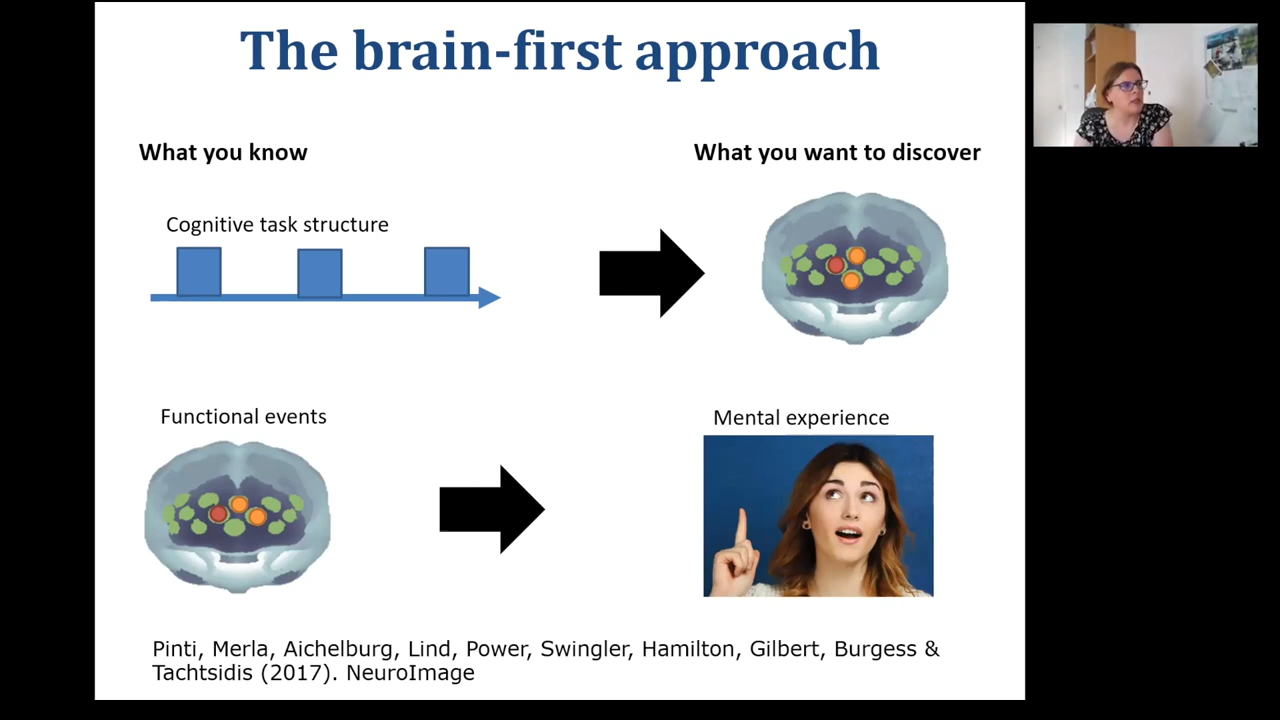 The brain-first approach
What you know
What you want to discover
Cognitive task structure
Functional events
Mental experience
Pinti, Merla, Aichelburg, Lind, Power, Swingler, Hamilton, Gilbert, Burgess &
Tachtsidis (2017). NeuroImage